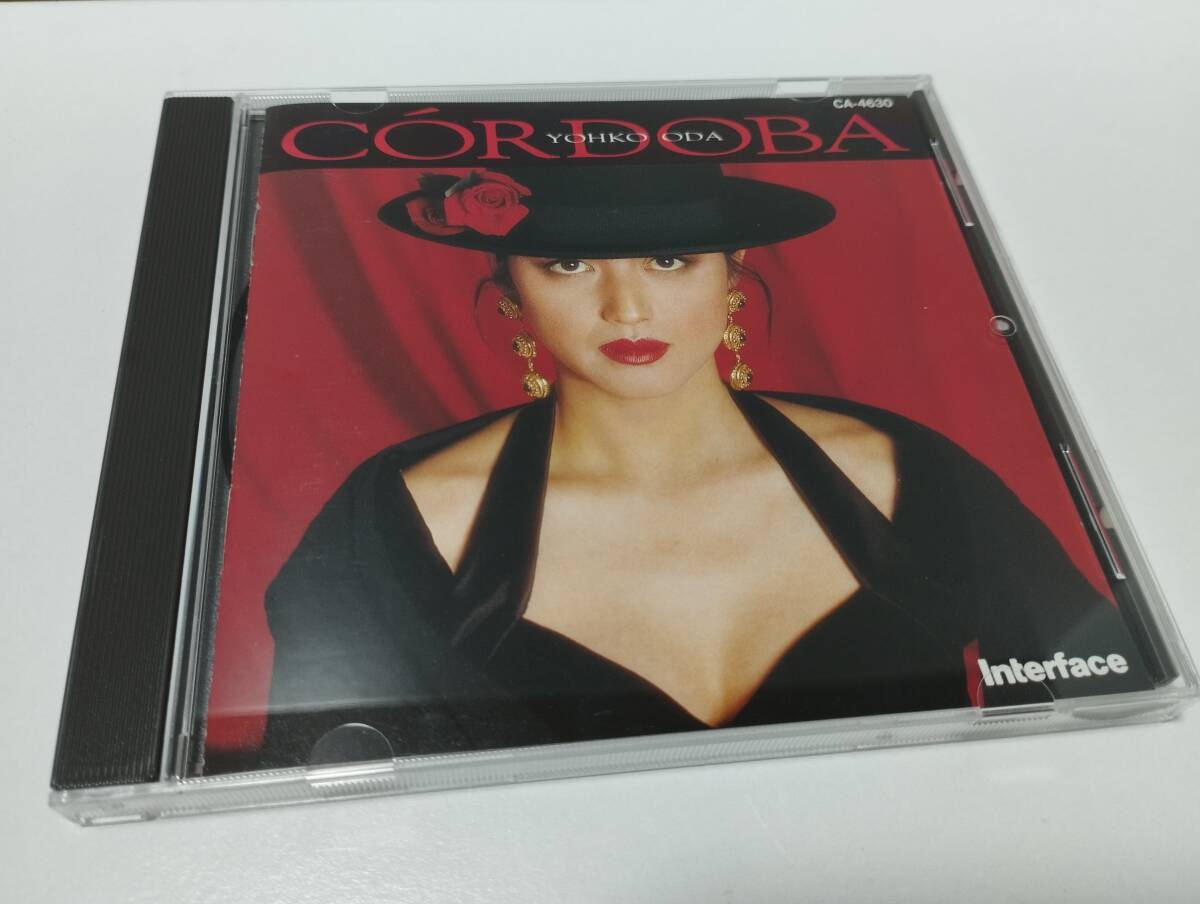 CA-4630
CÓRDOBA
YOHKO ODA
Interface